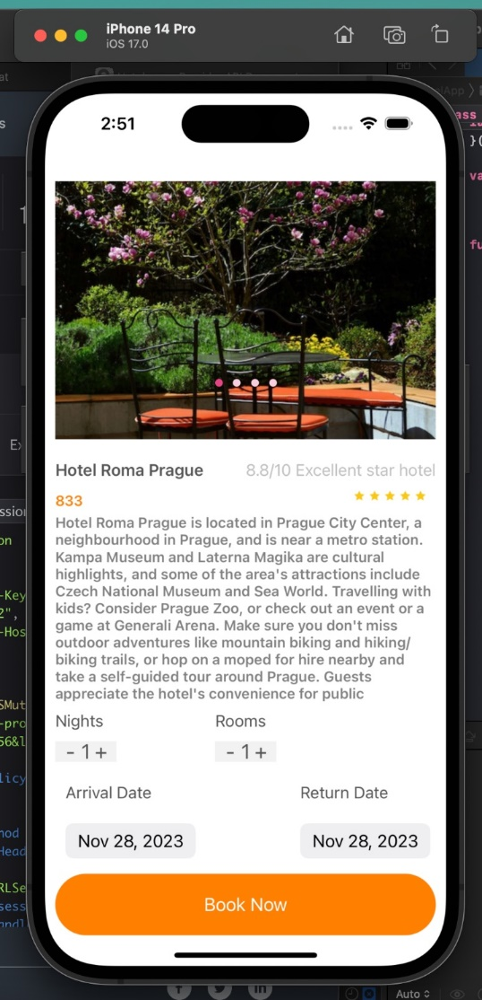 iPhone 14 Pro
iOS 17.0
2:51
Hotel Roma Prague
8.8/10 Excellent star hotel
833
Hotel Roma Prague is located in Prague City Center, a
neighbourhood in Prague, and is near a metro station.
Kampa Museum and Laterna Magika are cultural
highlights, and some of the area's attractions include
Czech National Museum and Sea World. Travelling with
kids? Consider Prague Zoo, or check out an event or a
game at Generali Arena. Make sure you don't miss
outdoor adventures like mountain biking and hiking/
biking trails, or hop on a moped for hire nearby and
take a self-guided tour around Prague. Guests
appreciate the hotel's convenience for public
Nights
Rooms
- 1 +
- 1 +
Arrival Date
Return Date
Nov 28, 2023
Nov 28, 2023
Book Now
Auto